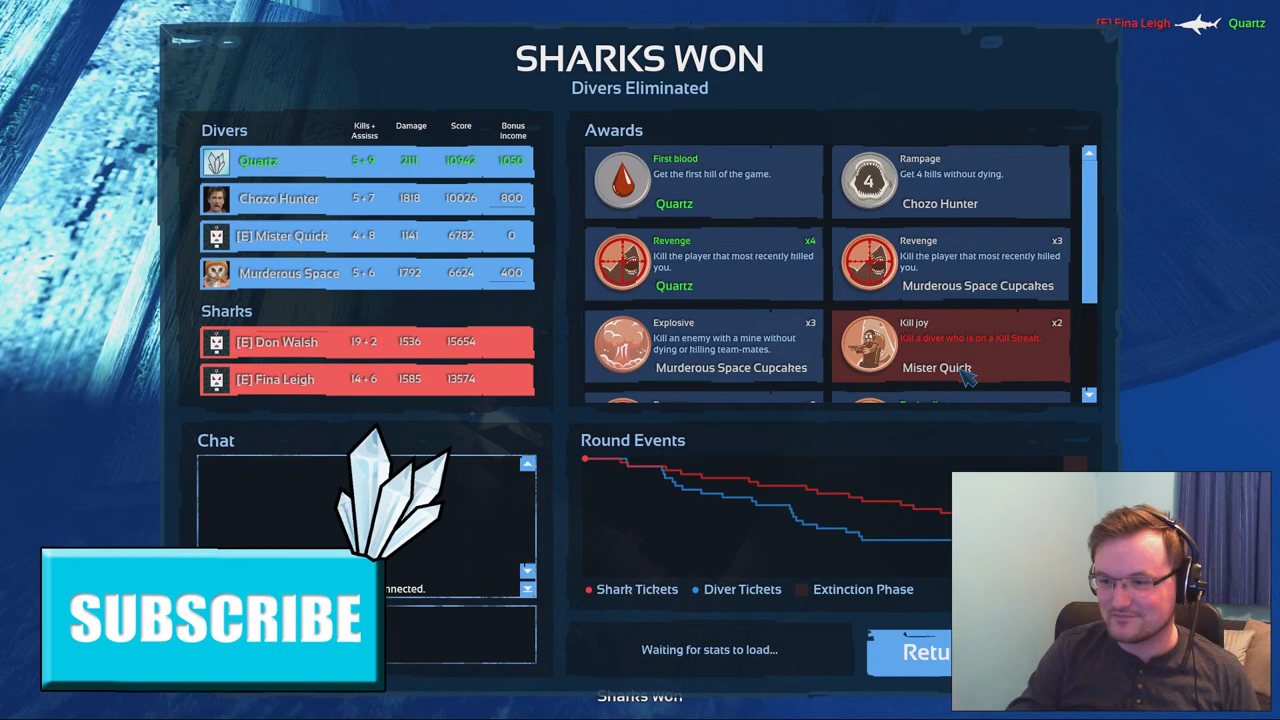 [E] Fina Leigh Quartz
SHARKS WON
Divers Eliminated
Divers Kills + Assists Damage Score Bonus Income
Quartz 5 + 9 2111 10942 1050
Chozo Hunter 5 + 7 1818 10026 800
[E] Mister Quick 4 + 8 1141 6782 0
Murderous Space 5 + 6 1792 6624 400
Sharks
[E] Don Walsh 19 + 2 1536 15654
[E] Fina Leigh 14 + 6 1585 13574
Awards
First blood
Get the first kill of the game.
Quartz
4
Rampage
Get 4 kills without dying.
Chozo Hunter
Revenge x4
Kill the player that most recently killed
you.
Quartz
Revenge x3
Kill the player that most recently killed
you.
Murderous Space Cupcakes
Explosive x3
Kill an enemy with a mine without
dying or killing team-mates.
Murderous Space Cupcakes
Kill joy x2
Kill a diver who is on a Kill Streak.
Mister Quick
Chat
nnected.
SUBSCRIBE
Round Events
Shark Tickets Diver Tickets Extinction Phase
Waiting for stats to load...
Retu
Sharks won